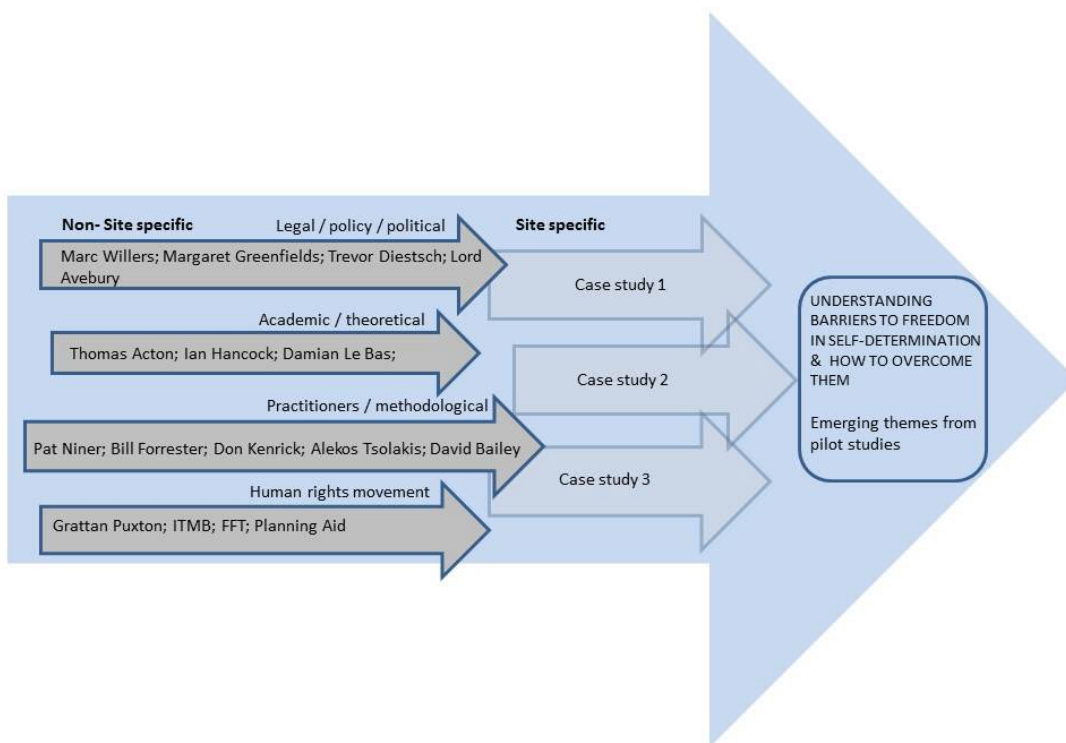 Non- Site specific
Legal / policy / political
Marc Willers; Margaret Greenfields; Trevor Diestsch; Lord
Avebury
Academic / theoretical
Thomas Acton; Ian Hancock; Damian Le Bas;
Practitioners / methodological
Pat Niner; Bill Forrester; Don Kenrick; Alekos Tsolakis; David Bailey
Human rights movement
Grattan Puxton; ITMB; FFT; Planning Aid
Site specific
Case study 1
Case study 2
Case study 3
UNDERSTANDING
BARRIERS TO FREEDOM
IN SELF-DETERMINATION
& HOW TO OVERCOME
THEM
Emerging themes from
pilot studies